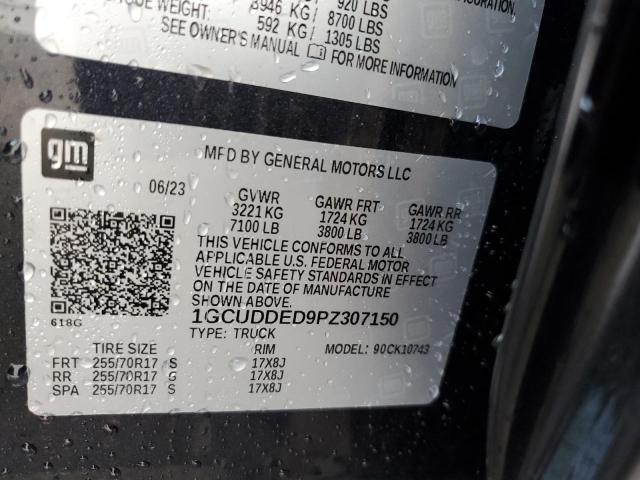 920 LBS
WEIGHT: 3946 KG/ 8700 LBS
592 KG/ 1305 LBS
SEE OWNER'S MANUAL FOR MORE INFORMATION
gm
MFD BY GENERAL MOTORS LLC
06/23
GVWR GAWR FRT GAWR RR
3221 KG 1724 KG 1724 KG
7100 LB 3800 LB 3800 LB
THIS VEHICLE CONFORMS TO ALL
APPLICABLE U.S. FEDERAL MOTOR
VEHICLE SAFETY STANDARDS IN EFFECT
ON THE DATE OF MANUFACTURE
SHOWN ABOVE.
618G
1GCUDDED9PZ307150
TYPE: TRUCK MODEL: 90CK10743
TIRE SIZE RIM
FRT 255/70R17 S 17X8J
RR 255/70R17 G 17X8J
SPA 255/70R17 S 17X8J